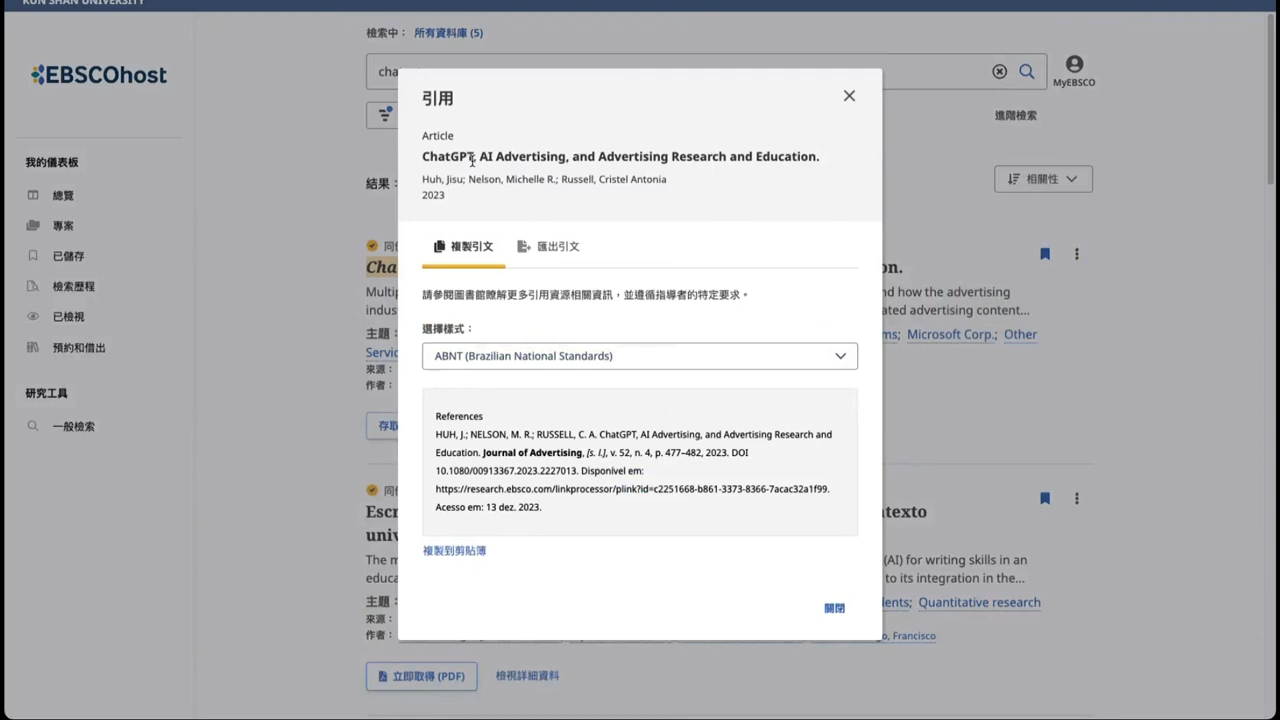 KUN SHAN UNIVERSITY
檢索中： 所有資料庫 (5)
EBSCOhost
cha
MyEBSCO
進階檢索
我的儀表板
總覽
專案
已儲存
檢索歷程
已檢視
預約和借出
研究工具
一般檢索
結果：
相關性
引用
Article
ChatGPT, AI Advertising, and Advertising Research and Education.
Huh, Jisu; Nelson, Michelle R.; Russell, Cristel Antonia
2023
複製引文
匯出引文
請參閱圖書館瞭解更多引用資源相關資訊，並遵循指導者的特定要求。
選擇樣式：
ABNT (Brazilian National Standards)
References
HUH, J.; NELSON, M. R.; RUSSELL, C. A. ChatGPT, AI Advertising, and Advertising Research and
Education. Journal of Advertising, [s. l.], v. 52, n. 4, p. 477–482, 2023. DOI
10.1080/00913367.2023.2227013. Disponível em:
https://research.ebsco.com/linkprocessor/plink?id=c2251668-b861-3373-8366-7acac32a1f99.
Acesso em: 13 dez. 2023.
複製到剪貼簿
關閉
Cha on.
Multip nd how the advertising
indus ated advertising content...
主題： ms; Microsoft Corp.; Other
Servic
來源：
作者：
存取
Escr ntexto
univ
The m (AI) for writing skills in an
educa to its integration in the...
主題： dents; Quantitative research
來源：
作者： o, Francisco
立即取得 (PDF)
檢視詳細資料